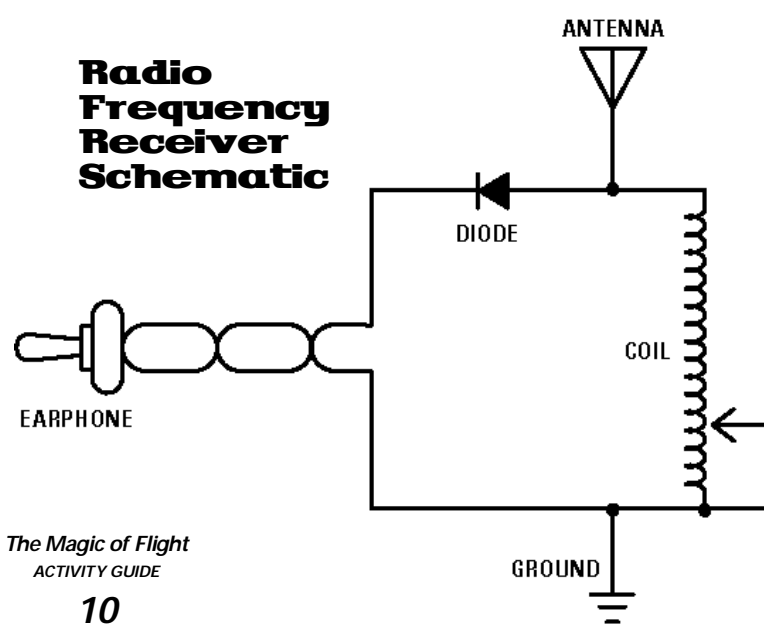 ANTENNA
Radio
Frequency
Receiver
Schematic
DIODE
COIL
EARPHONE
GROUND
The Magic of Flight
ACTIVITY GUIDE
10